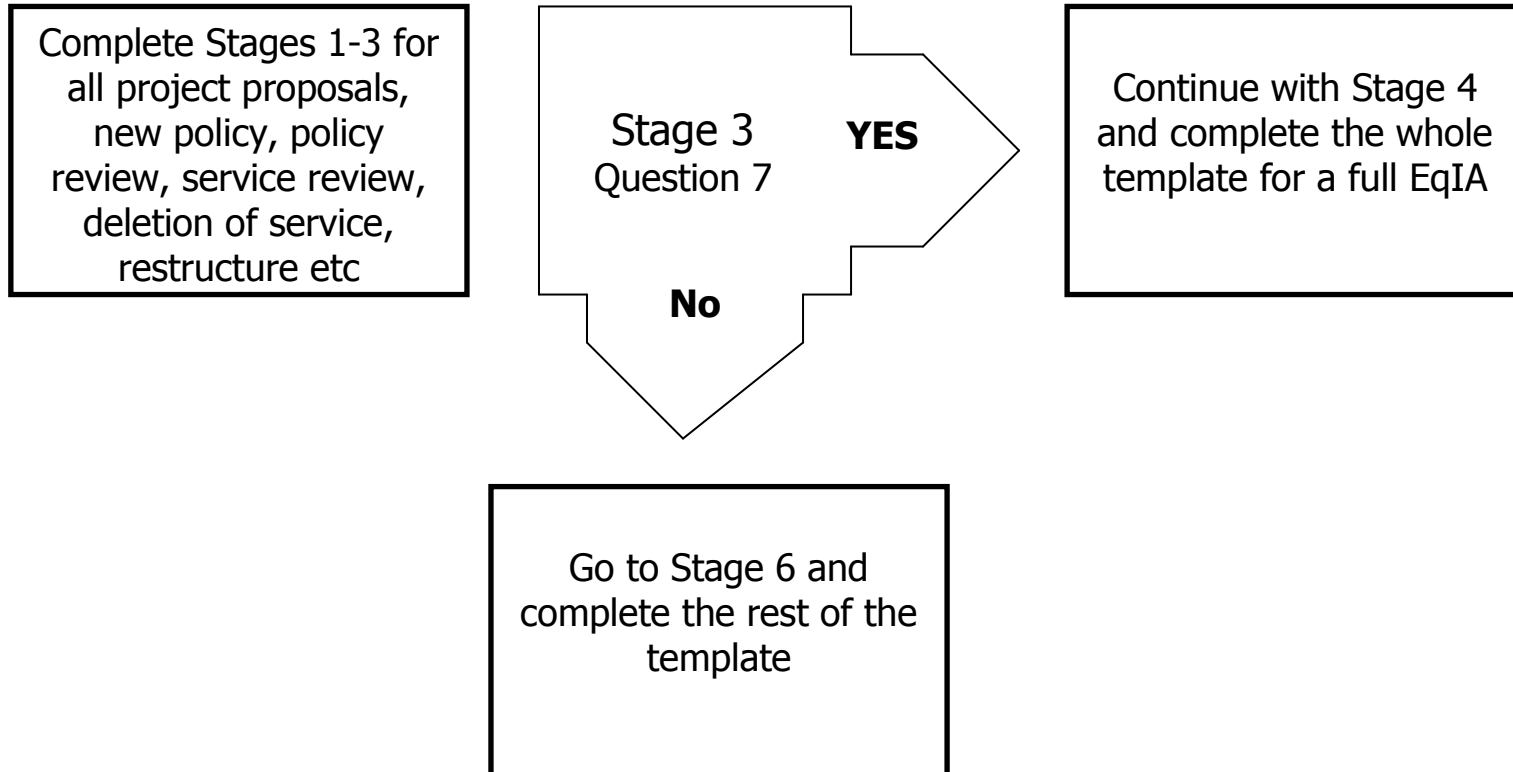 Complete Stages 1-3 for
all project proposals,
new policy, policy
review, service review,
deletion of service,
restructure etc
Stage 3
Question 7
YES
No
Continue with Stage 4
and complete the whole
template for a full EqIA
Go to Stage 6 and
complete the rest of the
template